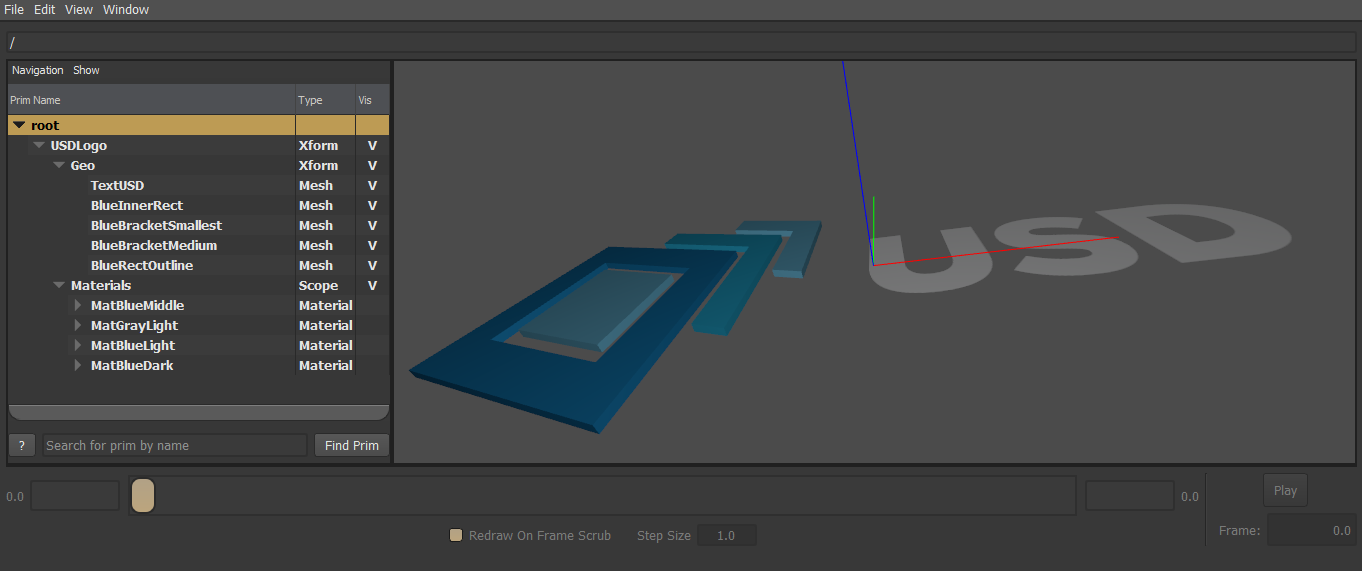 File Edit View Window
/
Navigation Show
Prim Name Type Vis
root
USDLogo Xform V
Geo Xform V
TextUSD Mesh V
BlueInnerRect Mesh V
BlueBracketSmallest Mesh V
BlueBracketMedium Mesh V
BlueRectOutline Mesh V
Materials Scope V
MatBlueMiddle Material
MatGrayLight Material
MatBlueLight Material
MatBlueDark Material
? Search for prim by name Find Prim
USD
0.0 0.0 Play
Redraw On Frame Scrub Step Size 1.0 Frame: 0.0